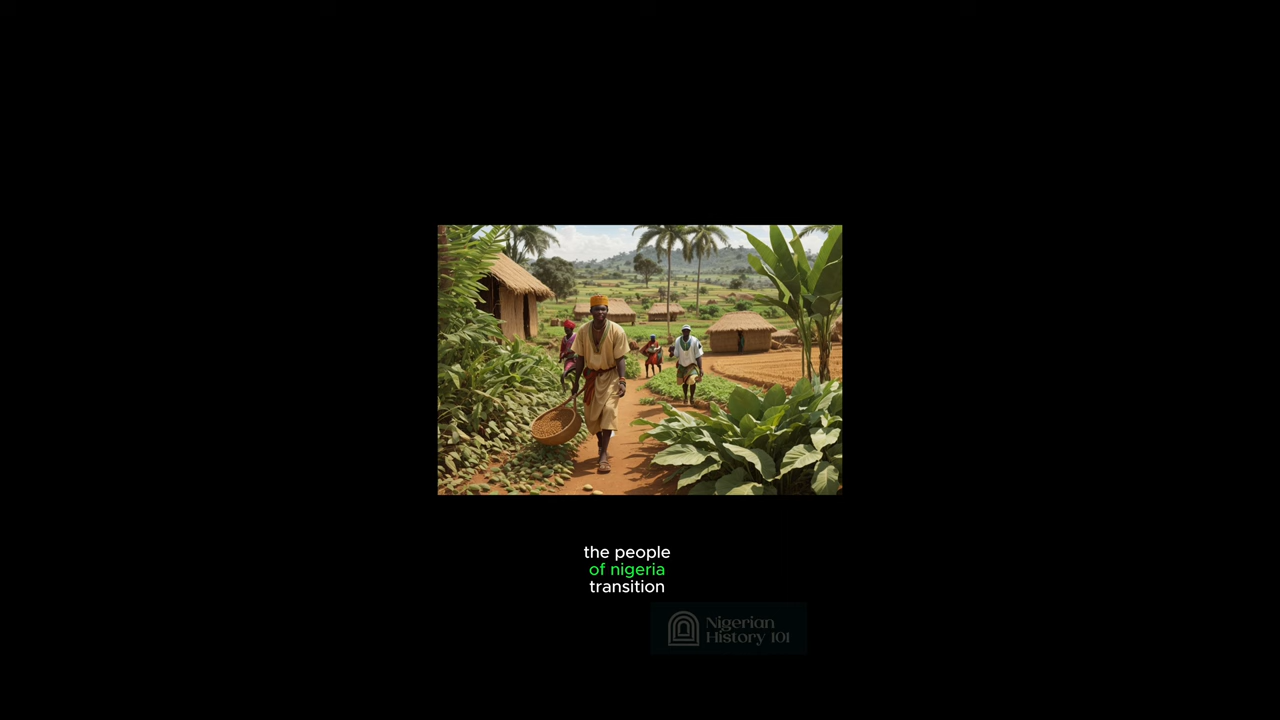 the people
of nigeria
transition
Nigerian
History 101